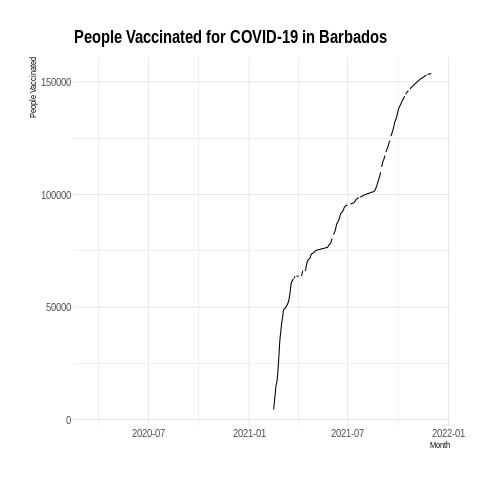 People Vaccinated for COVID-19 in Barbados
People Vaccinated
150000
100000
50000
0
2020-07
2021-01
2021-07
2022-01
Month